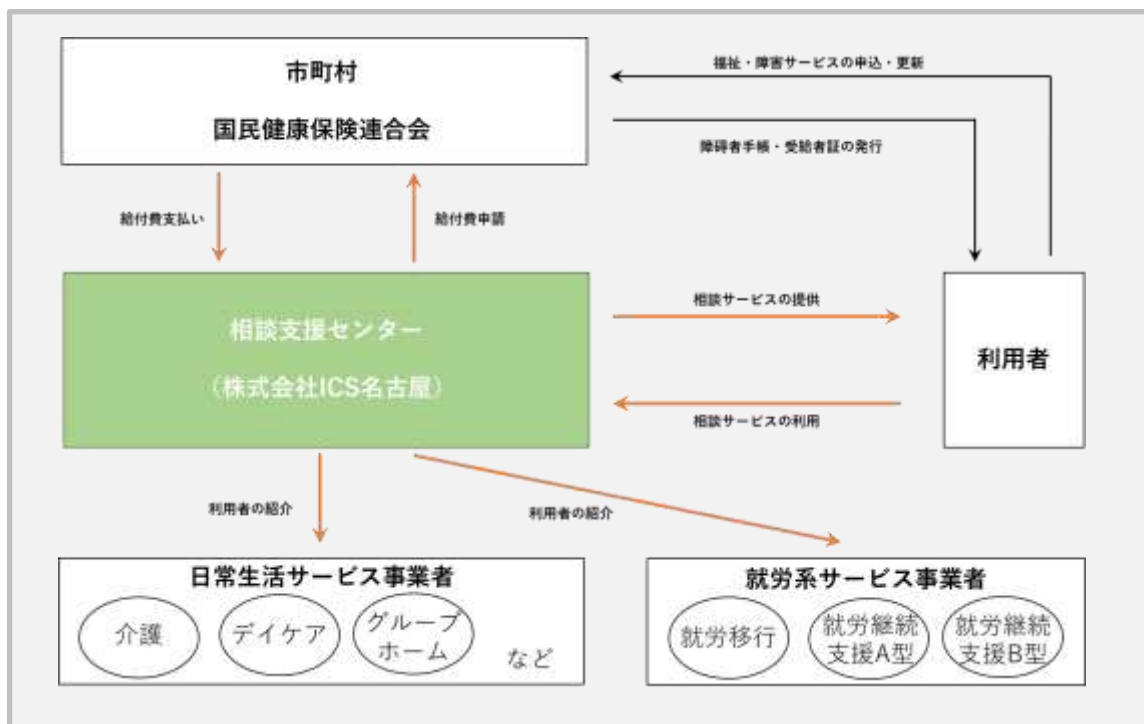 市町村
国民健康保険連合会
福祉・障害サービスの申込・更新
障碍者手帳・受給者証の発行
給付費支払い
給付費申請
相談支援センター
（株式会社ICS名古屋）
相談サービスの提供
利用者
相談サービスの利用
利用者の紹介
利用者の紹介
日常生活サービス事業者
介護
デイケア
グループ
ホーム
など
就労系サービス事業者
就労移行
就労継続
支援A型
就労継続
支援B型